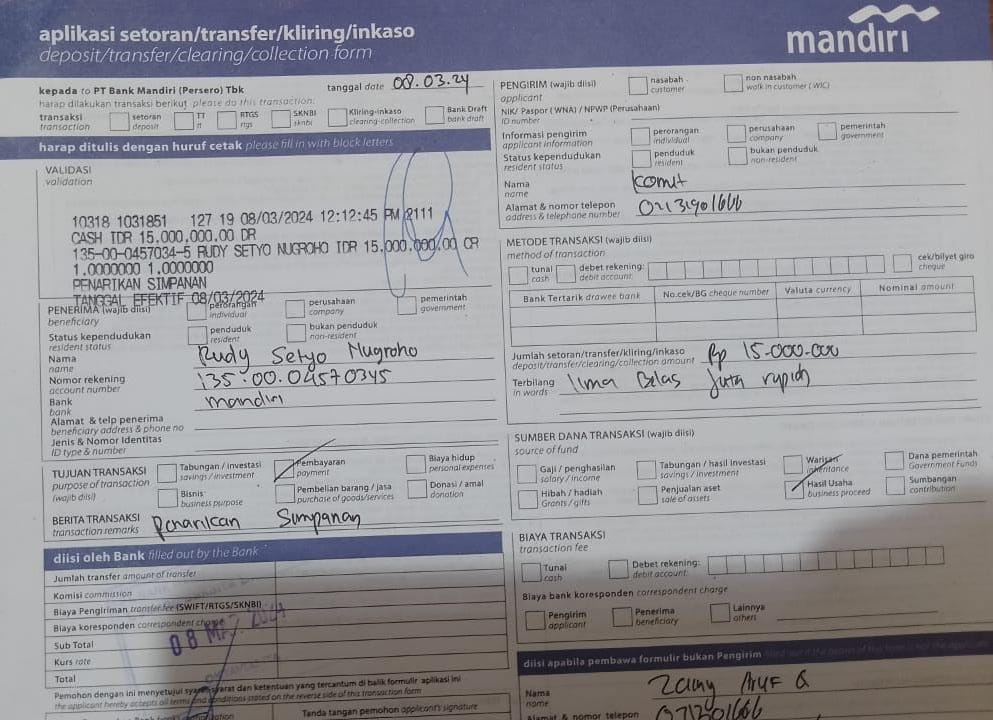 aplikasi setoran/transfer/kliring/inkaso
deposit/transfer/clearing/collection form
mandiri
kepada to PT Bank Mandiri (Persero) Tbk
tanggal date 08.03.24
harap dilakukan transaksi berikut please do this transaction:
transaksi
transaction
setoran
deposit
TT
tt
RTGS
rtgs
SKNBI
sknbi
Kliring-inkaso
clearing-collection
Bank Draft
bank draft
harap ditulis dengan huruf cetak please fill in with block letters
VALIDASI
validation
10318 1031851 127 19 08/03/2024 12:12:45 PM 2111
CASH IDR 15,000,000.00 DR
135-00-0457034-5 RUDY SETYO NUGROHO IDR 15,000,000.00 CR
1.0000000 1.0000000
PENARIKAN SIMPANAN
TANGGAL EFEKTIF 08/03/2024
PENERIMA (wajib diisi)
beneficiary
perorangan
individual
perusahaan
company
pemerintah
government
Status kependudukan
resident status
penduduk
resident
bukan penduduk
non-resident
Nama
name
Rudy Setyo Nugroho
Nomor rekening
account number
135.00.04570345
Bank
bank
mandiri
Alamat & telp penerima
beneficiary address & phone no
Jenis & Nomor Identitas
ID type & number
TUJUAN TRANSAKSI
purpose of transaction
(wajib diisi)
Tabungan / investasi
savings / investment
Pembayaran
payment
Biaya hidup
personal expenses
Bisnis
business purpose
Pembelian barang / jasa
purchase of goods/services
Donasi / amal
donation
BERITA TRANSAKSI
transaction remarks
Penarikan Simpanan
diisi oleh Bank filled out by the Bank
Jumlah transfer amount of transfer
Komisi commission
Biaya Pengiriman transfer fee (SWIFT/RTGS/SKNBI)
Biaya koresponden correspondent charge
Sub Total
Kurs rate
Total
08 MAR 2024
Pemohon dengan ini menyetujui syarat-syarat dan ketentuan yang tercantum di balik formulir aplikasi ini
the applicant hereby accepts all terms and conditions stated on the reverse side of this transaction form
Tanda tangan pemohon applicant's signature
PENGIRIM (wajib diisi)
applicant
nasabah
customer
non nasabah
walk in customer (WIC)
NIK/ Paspor (WNA) / NPWP (Perusahaan)
ID number
Informasi pengirim
applicant information
perorangan
individual
perusahaan
company
pemerintah
government
Status kependudukan
resident status
penduduk
resident
bukan penduduk
non-resident
Nama
name
Alamat & nomor telepon
address & telephone number
METODE TRANSAKSI (wajib diisi)
method of transaction
tunai
cash
debet rekening:
debit account:
cek/bilyet giro
cheque
Bank Tertarik drawee bank
No.cek/BG cheque number
Valuta currency
Nominal amount
Jumlah setoran/transfer/kliring/inkaso
deposit/transfer/clearing/collection amount
Rp 15.000.000
Terbilang
in words
lima Belas Juta rupiah
SUMBER DANA TRANSAKSI (wajib diisi)
source of fund
Gaji / penghasilan
salary / income
Tabungan / hasil investasi
savings / investment
Warisan
inheritance
Dana pemerintah
Government Funds
Hibah / hadiah
Grants / gifts
Penjualan aset
sale of assets
Hasil Usaha
business proceed
Sumbangan
contribution
BIAYA TRANSAKSI
transaction fee
Tunai
cash
Debet rekening:
debit account:
Biaya bank koresponden correspondent charge
Pengirim
applicant
Penerima
beneficiary
Lainnya
others
diisi apabila pembawa formulir bukan Pengirim
Nama
name
Alamat & nomor telepon